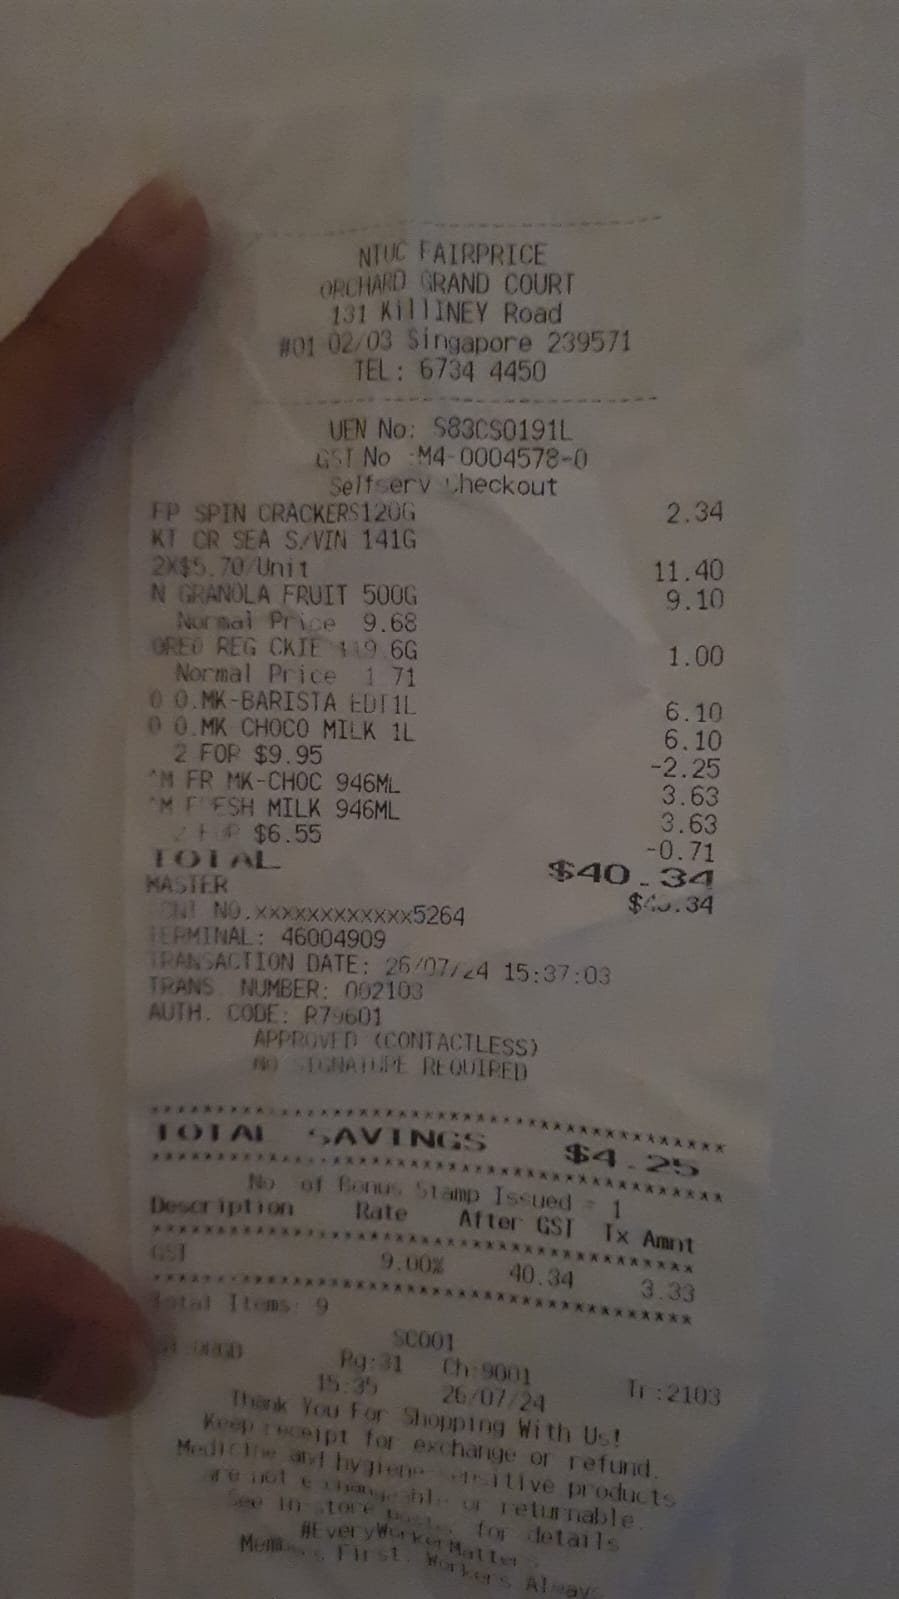 NTUC FAIRPRICE
ORCHARD GRAND COURT
131 KillINEY Road
#01 02/03 Singapore 239571
TEL: 6734 4450
UEN No: S83CS0191L
GST No :M4-0004578-0
Selfserv Checkout
FP SPIN CRACKERS120G 2.34
KT CR SEA S/VIN 141G
2X$5.70/Unit 11.40
N GRANOLA FRUIT 500G 9.10
Normal Price 9.68
OREO REG CKIE 119.6G 1.00
Normal Price 1.71
O O.MK-BARISTA EDT1L 6.10
O O.MK CHOCO MILK 1L 6.10
2 FOR $9.95 -2.25
^M FR MK-CHOC 946ML 3.63
^M FRESH MILK 946ML 3.63
2 FOR $6.55 -0.71
TOTAL $40.34
MASTER $40.34
NO.xxxxxxxxxxxx5264
TERMINAL: 46004909
TRANSACTION DATE: 26/07/24 15:37:03
TRANS. NUMBER: 002103
AUTH. CODE: R79601
APPROVED (CONTACTLESS)
NO SIGNATURE REQUIRED
***********************************
TOTAL SAVINGS $4.25
***********************************
No. of Bonus Stamp Issued = 1
Description Rate After GST Tx Amnt
***********************************
GST 9.00% 40.34 3.33
***********************************
Total Items: 9
SC001
Rg:31 Ch:9001 Tr:2103
15:35 26/07/24
Thank You For Shopping With Us!
Keep receipt for exchange or refund.
Medicine and hygiene sensitive products
are not exchangeable or returnable.
See in-store poster for details
#EveryWorkerMatters
Members First. Workers Always